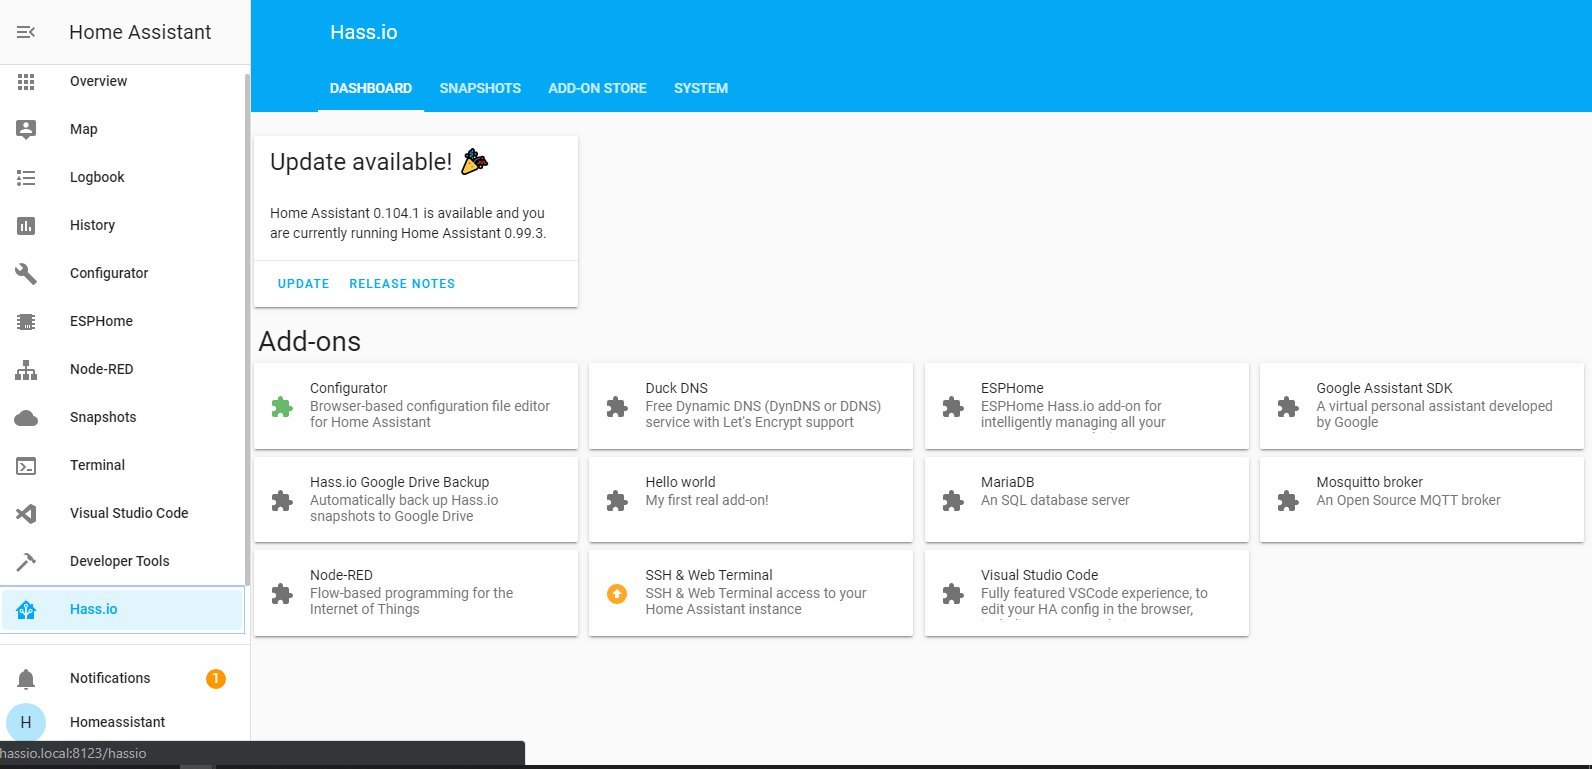 Home Assistant
Overview
Map
Logbook
History
Configurator
ESPHome
Node-RED
Snapshots
Terminal
Visual Studio Code
Developer Tools
Hass.io
Notifications
1
H
Homeassistant
hassio.local:8123/hassio
Hass.io
DASHBOARD SNAPSHOTS ADD-ON STORE SYSTEM
Update available!
Home Assistant 0.104.1 is available and you
are currently running Home Assistant 0.99.3.
UPDATE RELEASE NOTES
Add-ons
Configurator
Browser-based configuration file editor
for Home Assistant
Duck DNS
Free Dynamic DNS (DynDNS or DDNS)
service with Let's Encrypt support
ESPHome
ESPHome Hass.io add-on for
intelligently managing all your
Google Assistant SDK
A virtual personal assistant developed
by Google
Hass.io Google Drive Backup
Automatically back up Hass.io
snapshots to Google Drive
Hello world
My first real add-on!
MariaDB
An SQL database server
Mosquitto broker
An Open Source MQTT broker
Node-RED
Flow-based programming for the
Internet of Things
SSH & Web Terminal
SSH & Web Terminal access to your
Home Assistant instance
Visual Studio Code
Fully featured VSCode experience, to
edit your HA config in the browser,